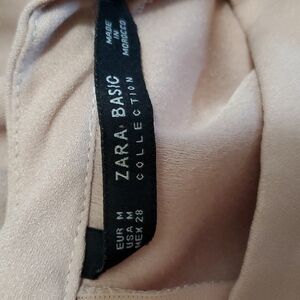 MADE
IN
MOROCCO
ZARA BASIC
COLLECTION
EUR M
USA M
MEX 28